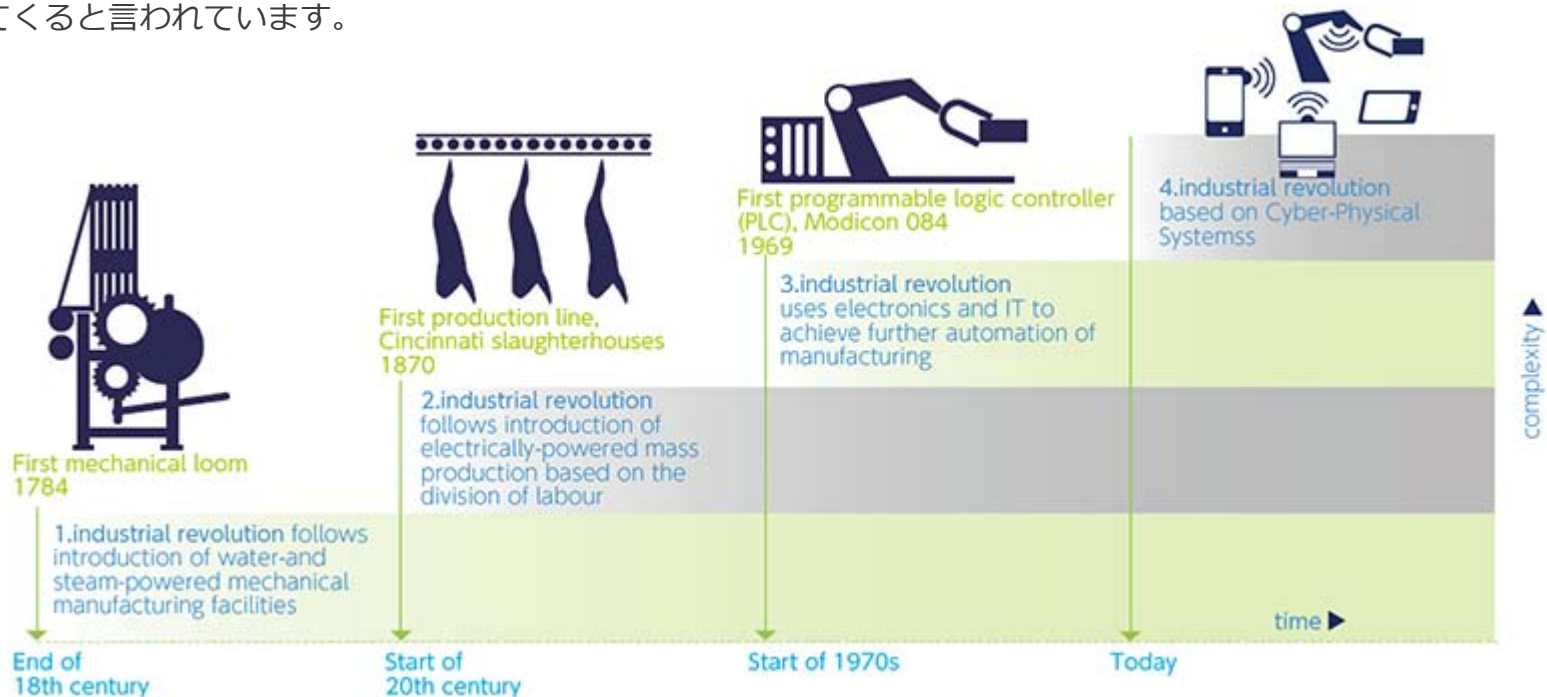 てくると言われています。
First mechanical loom
1784
1.industrial revolution follows
introduction of water-and
steam-powered mechanical
manufacturing facilities
End of
18th century
First production line,
Cincinnati slaughterhouses
1870
2.industrial revolution
follows introduction of
electrically-powered mass
production based on the
division of labour
Start of
20th century
First programmable logic controller
(PLC), Modicon 084
1969
3.industrial revolution
uses electronics and IT to
achieve further automation of
manufacturing
Start of 1970s
4.industrial revolution
based on Cyber-Physical
Systemss
Today
time ▶
complexity ▶